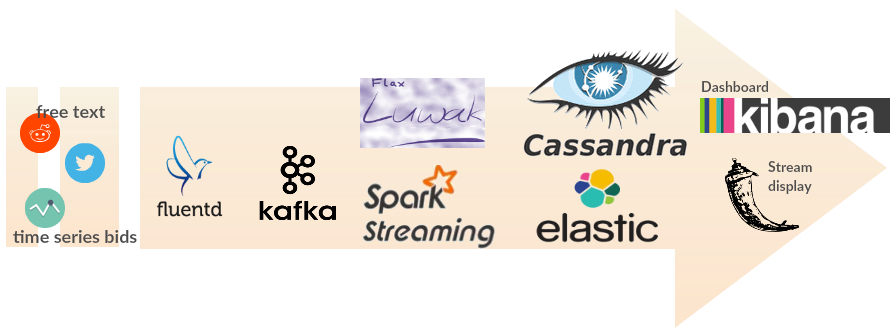 free text
time series bids
fluentd
kafka
Flax
Luwak
Spark
Streaming
Cassandra
elastic
Dashboard
kibana
Stream
display